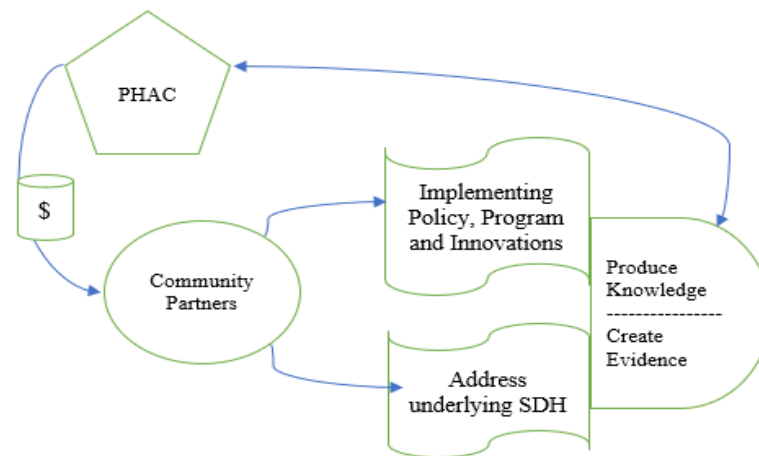 PHAC
$
Community
Partners
Implementing
Policy, Program
and Innovations
Address
underlying SDH
Produce
Knowledge
----------------
Create
Evidence